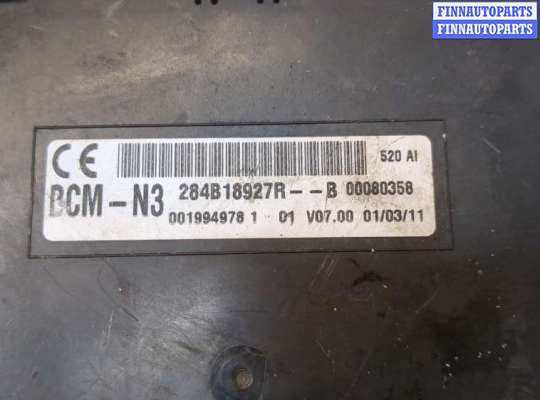 FINNAUTOPARTS
FINNAUTOPARTS
CE 520 AI
BCM-N3 284B18927R--B 00080358
001994978 1 01 V07.00 01/03/11